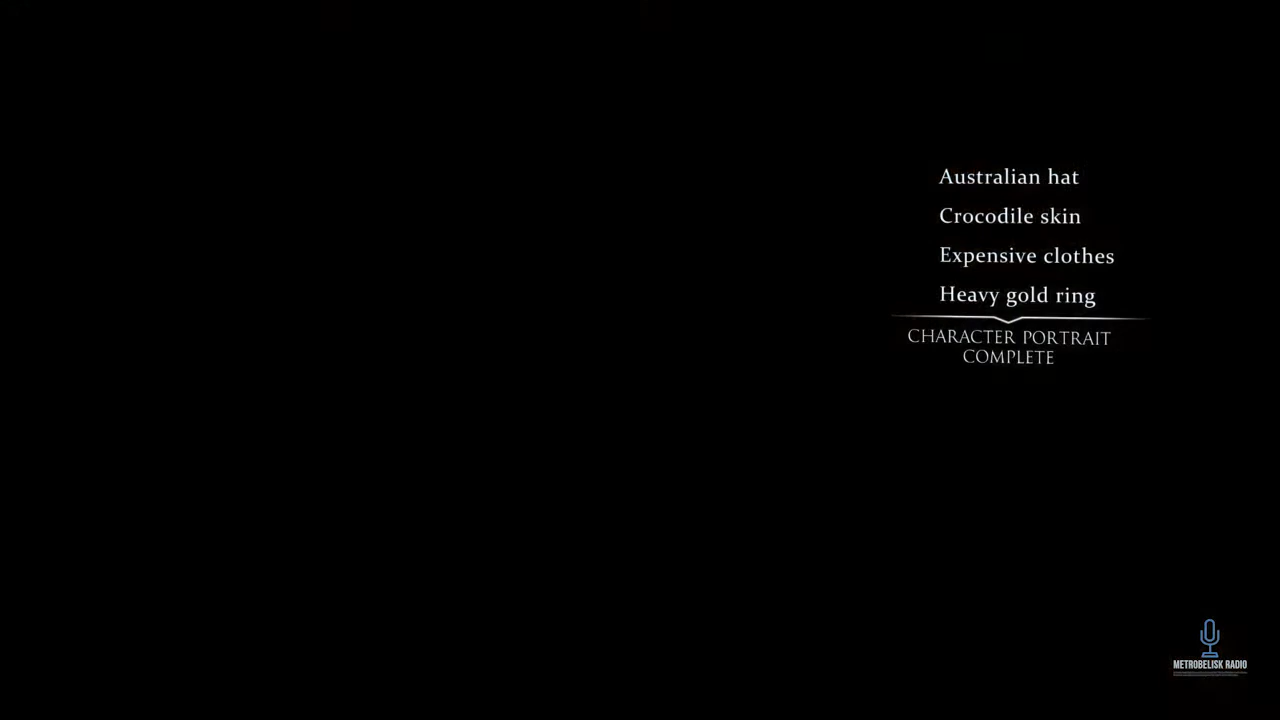 Australian hat
Crocodile skin
Expensive clothes
Heavy gold ring
CHARACTER PORTRAIT
COMPLETE
METROBELISK RADIO